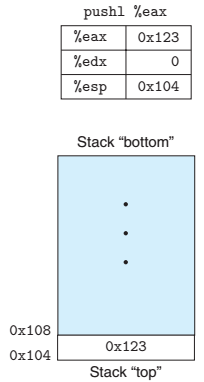 pushl %eax
%eax 0x123
%edx 0
%esp 0x104
Stack “bottom”
0x108
0x123
0x104
Stack “top”